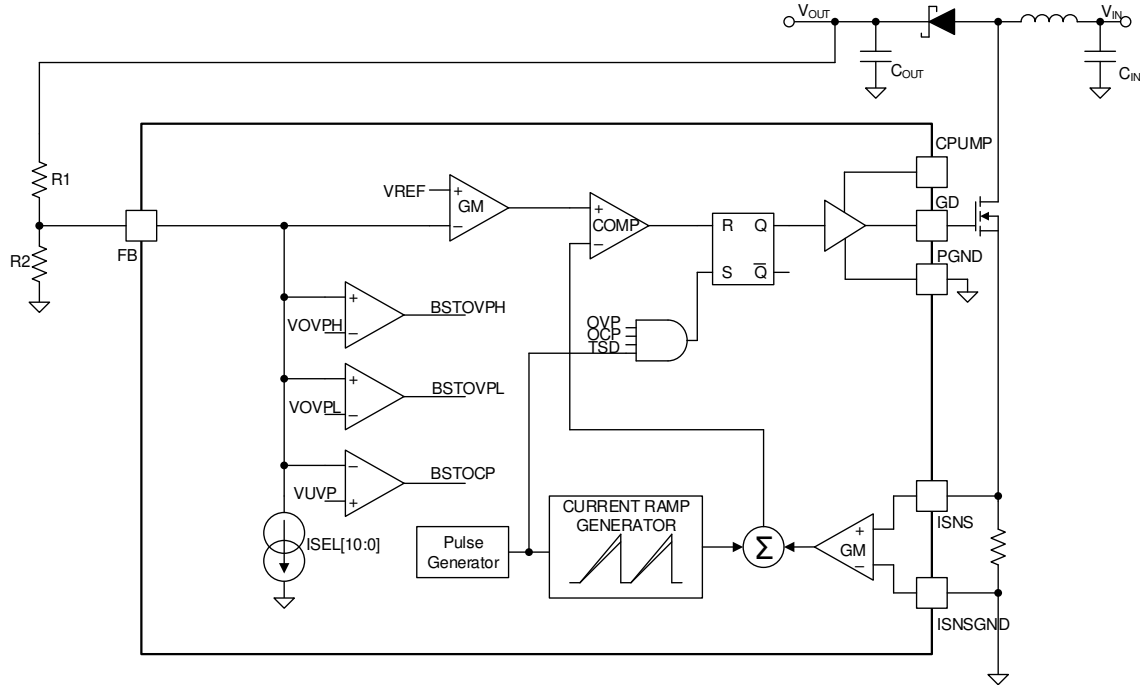 VOUT
VIN
COUT
CIN
CPUMP
R1
VREF
+
GM
−
+
COMP
−
R
Q
S
Q̅
GD
FB
R2
PGND
VOVPH
+
−
BSTOVPH
OVP
OCP
TSD
VOVPL
+
−
BSTOVPL
VUVP
−
+
BSTOCP
ISEL[10:0]
Pulse
Generator
CURRENT RAMP
GENERATOR
Σ
GM
+
−
ISNS
ISNSGND